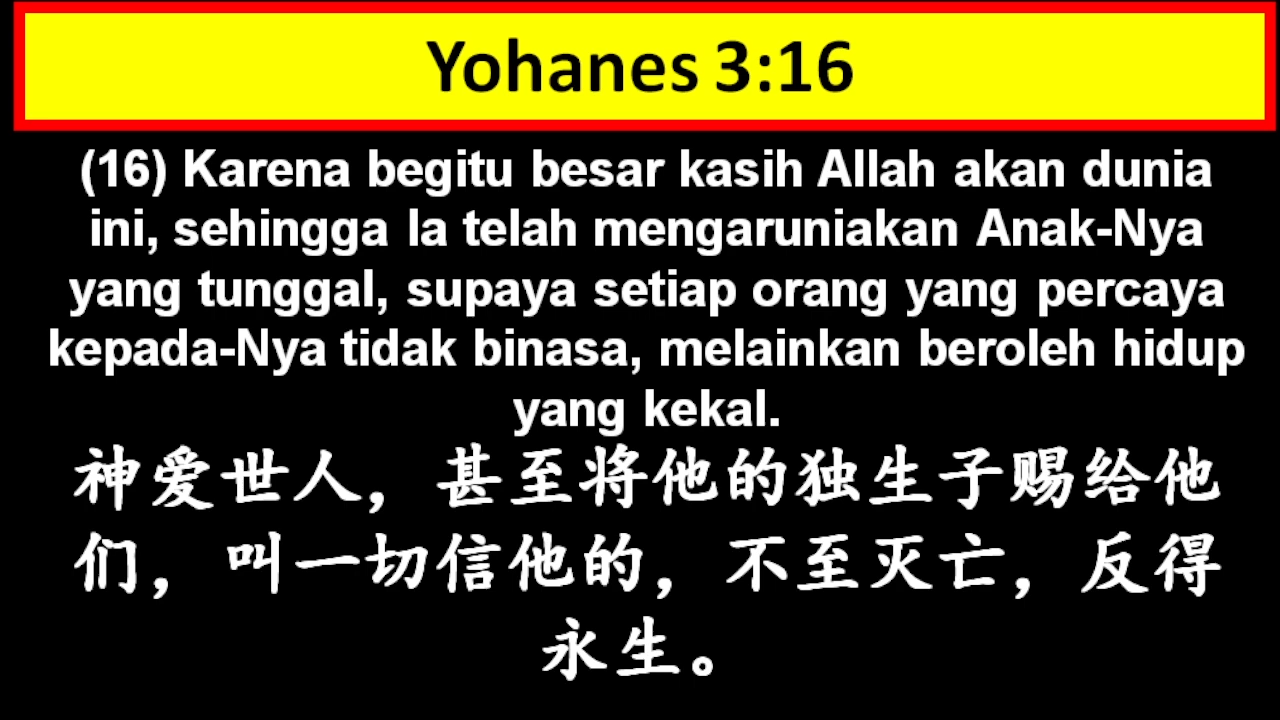 Yohanes 3:16
(16) Karena begitu besar kasih Allah akan dunia
ini, sehingga Ia telah mengaruniakan Anak-Nya
yang tunggal, supaya setiap orang yang percaya
kepada-Nya tidak binasa, melainkan beroleh hidup
yang kekal.
神爱世人，甚至将他的独生子赐给他
们，叫一切信他的，不至灭亡，反得
永生。